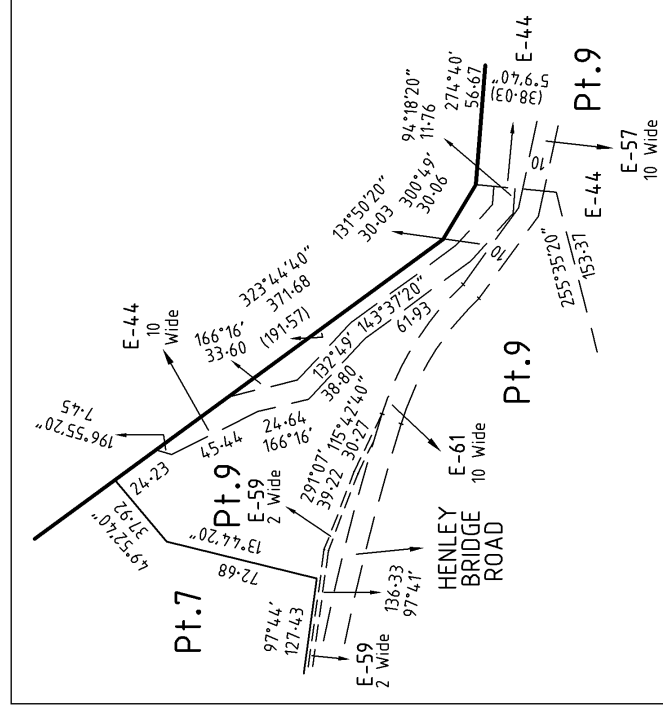 E-44
10
Wide
196°55'20"
7·45
166°16'
33·60
323°44'40"
371·68
(191·57)
131°50'20"
30·03
300°49'
30·06
94°18'20"
11·76
274°40'
56·67
E-44
5°9'40"
(38·03)
Pt.9
10
E-57
10 Wide
E-44
255°35'20"
153·37
10
24·23
45·44
24·64
166°16'
132°49'
38·80
143°37'20"
61·93
49°52'40"
37·92
Pt.9
E-59
2 Wide
13°44'20"
72·68
Pt.7
291°07'
39·22
115°42'40"
30·27
Pt.9
E-61
10 Wide
97°44'
127·43
136·33
97°41'
HENLEY
BRIDGE
ROAD
E-59
2 Wide